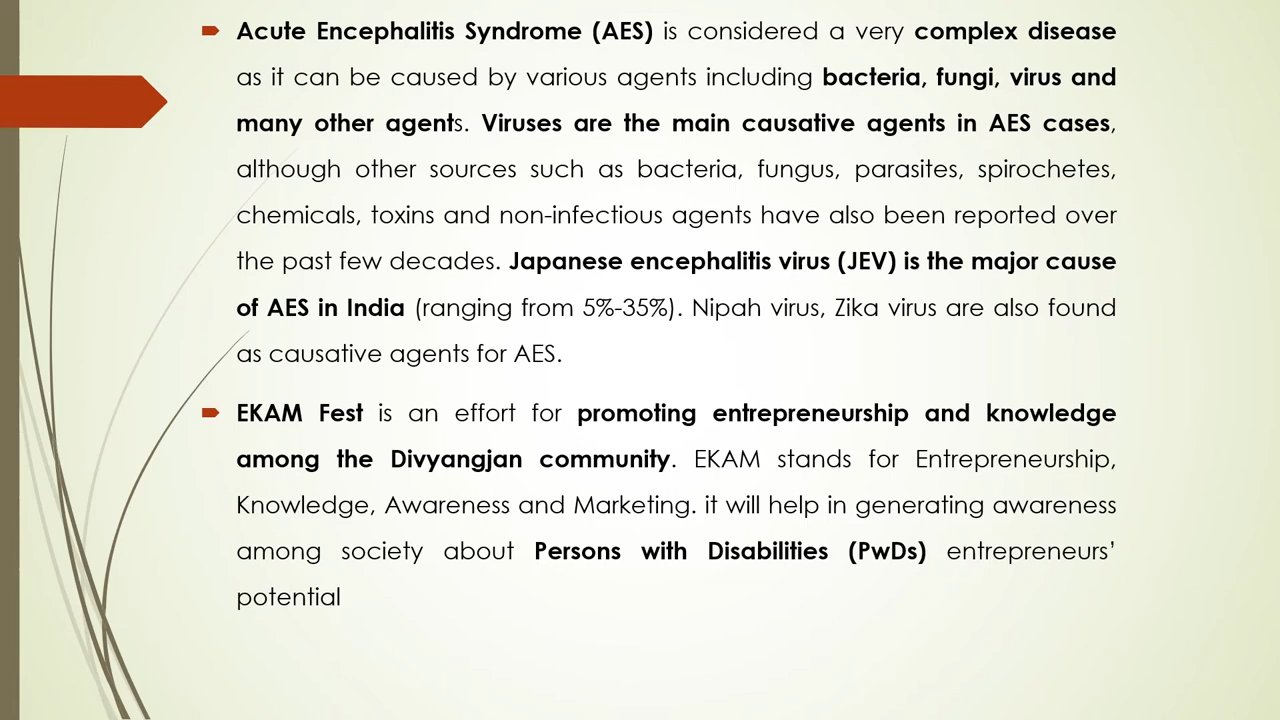 Acute Encephalitis Syndrome (AES) is considered a very complex disease
as it can be caused by various agents including bacteria, fungi, virus and
many other agents. Viruses are the main causative agents in AES cases,
although other sources such as bacteria, fungus, parasites, spirochetes,
chemicals, toxins and non-infectious agents have also been reported over
the past few decades. Japanese encephalitis virus (JEV) is the major cause
of AES in India (ranging from 5%-35%). Nipah virus, Zika virus are also found
as causative agents for AES.
EKAM Fest is an effort for promoting entrepreneurship and knowledge
among the Divyangjan community. EKAM stands for Entrepreneurship,
Knowledge, Awareness and Marketing. it will help in generating awareness
among society about Persons with Disabilities (PwDs) entrepreneurs’
potential